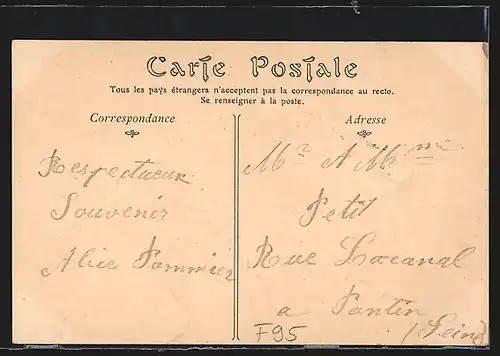 Carte Postale
Tous les pays étrangers n'acceptent pas la correspondance au recto.
Se renseigner à la poste.
Correspondance
Respectueux
Souvenir
Alice Pommier
Adresse
Mr A Mme
Petit
Rue Lacanal
a Pantin
(Seine)
F95